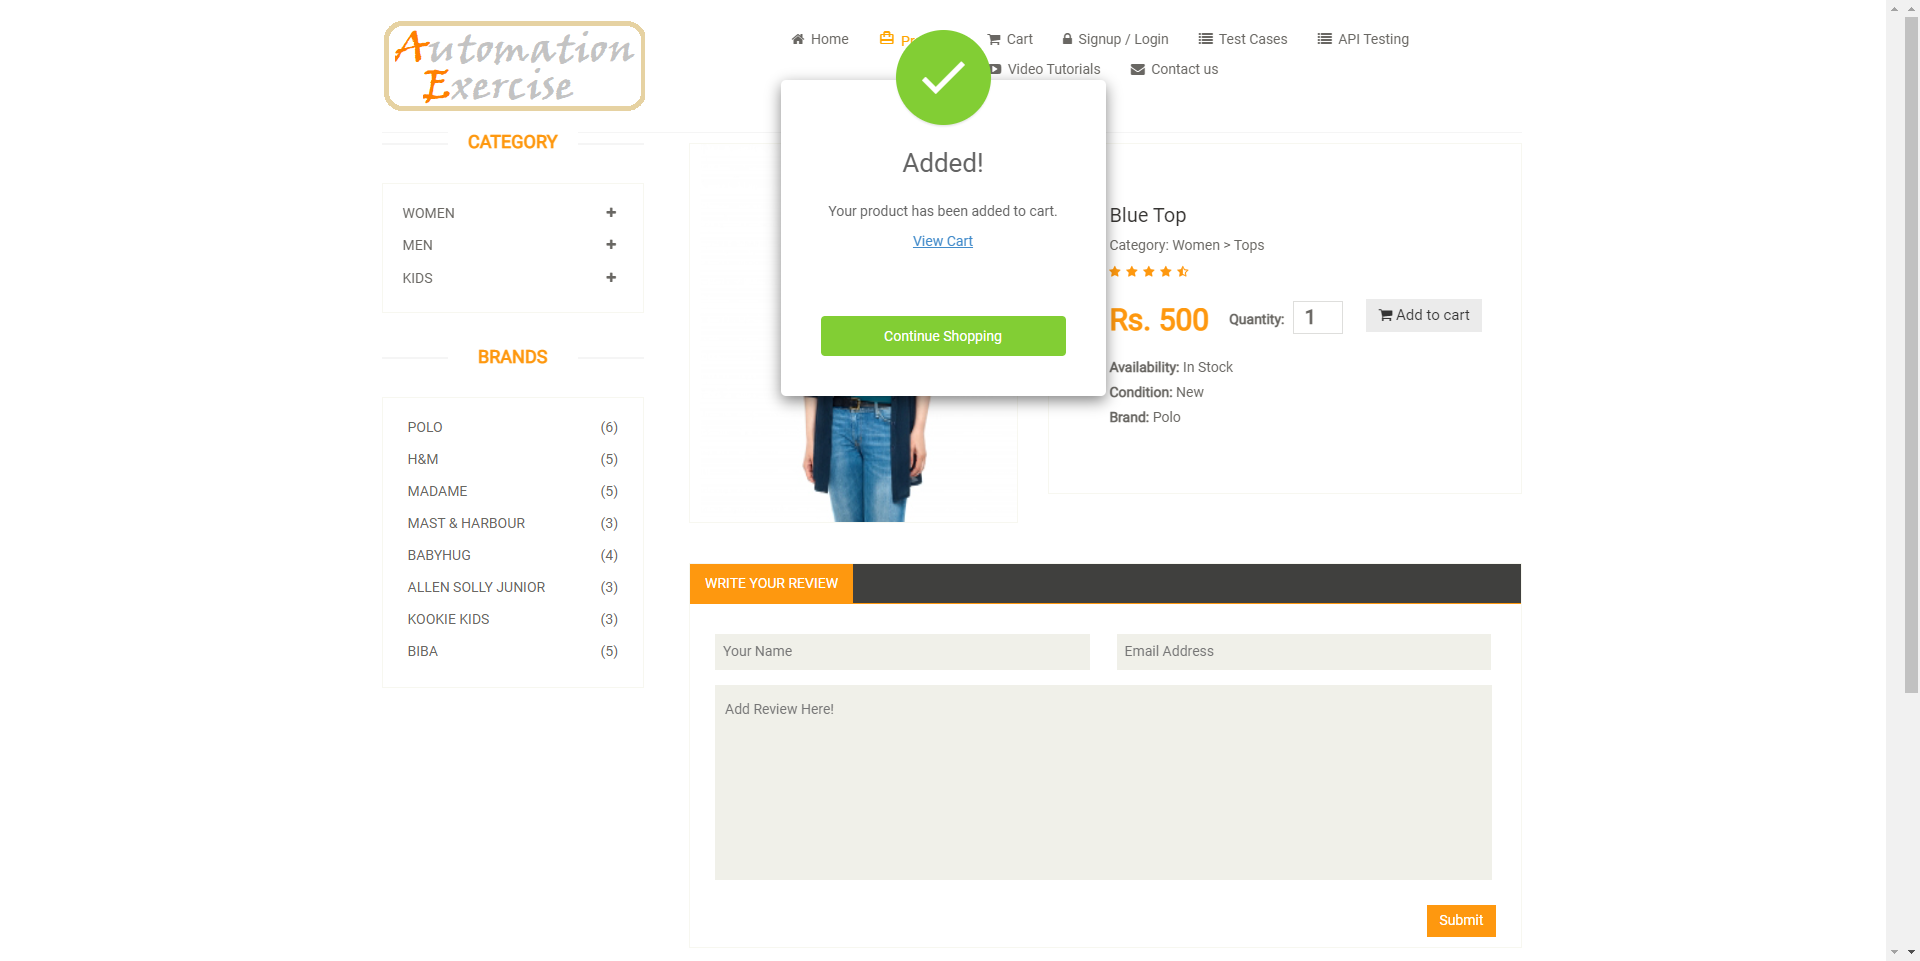 Automation
Exercise
Home
Cart
Signup / Login
Test Cases
API Testing
Video Tutorials
Contact us
CATEGORY
WOMEN
MEN
KIDS
BRANDS
POLO (6)
H&M (5)
MADAME (5)
MAST & HARBOUR (3)
BABYHUG (4)
ALLEN SOLLY JUNIOR (3)
KOOKIE KIDS (3)
BIBA (5)
Added!
Your product has been added to cart.
View Cart
Continue Shopping
Blue Top
Category: Women > Tops
Rs. 500 Quantity: 1 Add to cart
Availability: In Stock
Condition: New
Brand: Polo
WRITE YOUR REVIEW
Your Name
Email Address
Add Review Here!
Submit